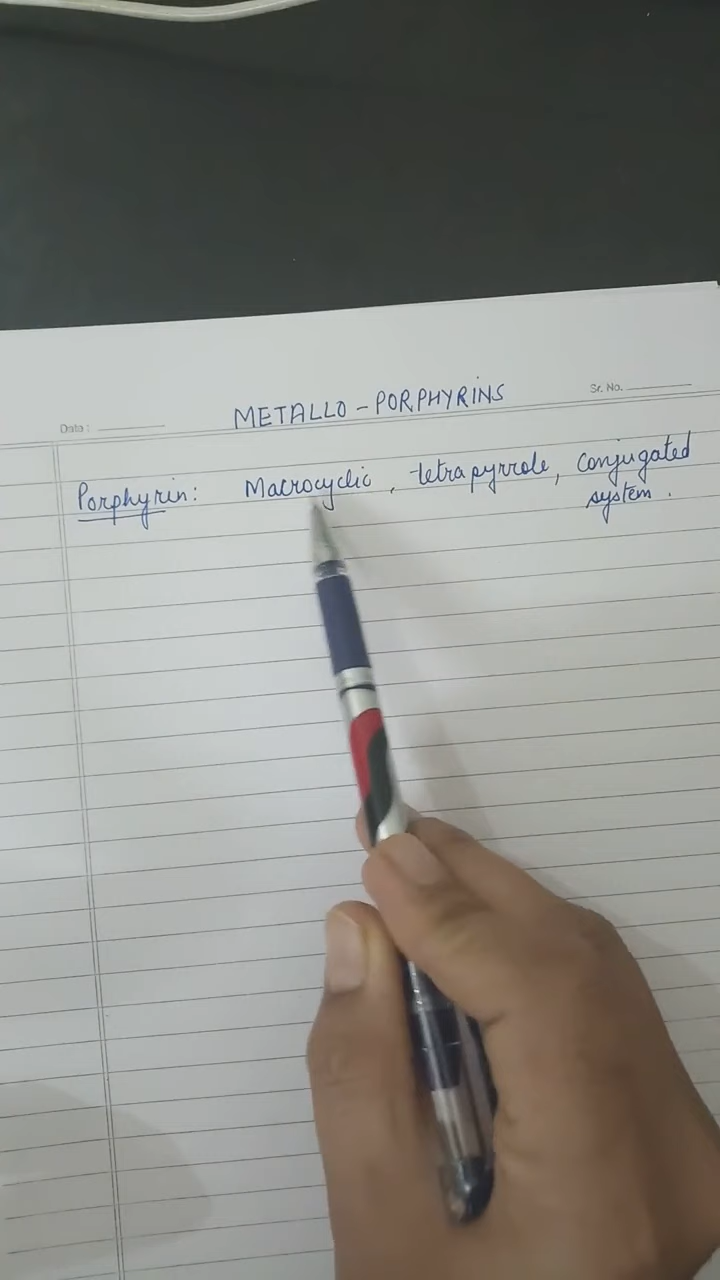 METALLO - PORPHYRINS
Sr. No.
Date :
Porphyrin: Macrocyclic, tetrapyrrole, conjugated
system.